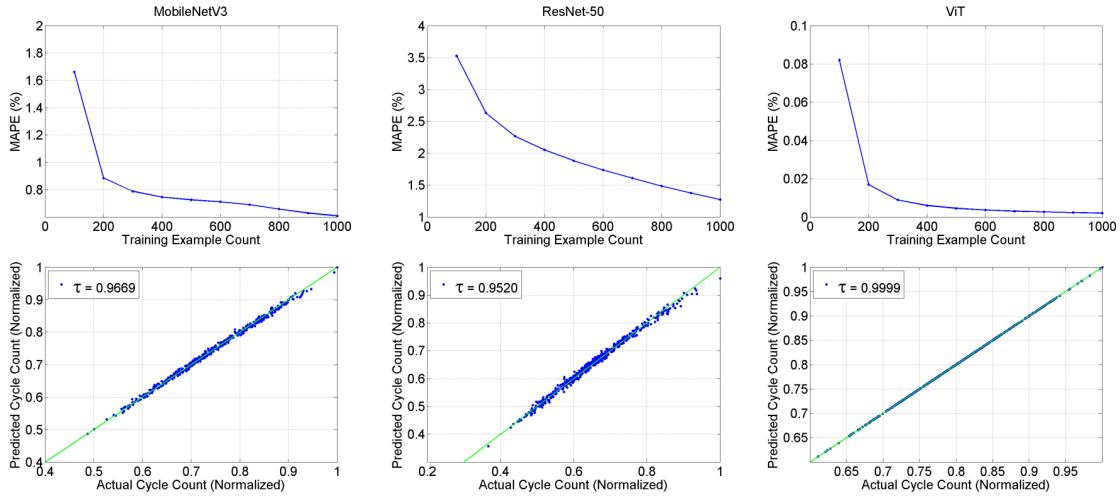 MobileNetV3
2
1.8
1.6
1.4
1.2
1
0.8
MAPE (%)
0 200 400 600 800 1000
Training Example Count
ResNet-50
4
3.5
3
2.5
2
1.5
1
MAPE (%)
0 200 400 600 800 1000
Training Example Count
ViT
0.1
0.08
0.06
0.04
0.02
0
MAPE (%)
0 200 400 600 800 1000
Training Example Count
τ = 0.9669
1
0.9
0.8
0.7
0.6
0.5
0.4
Predicted Cycle Count (Normalized)
0.4 0.5 0.6 0.7 0.8 0.9 1
Actual Cycle Count (Normalized)
τ = 0.9520
1
0.9
0.8
0.7
0.6
0.5
0.4
Predicted Cycle Count (Normalized)
0.2 0.4 0.6 0.8 1
Actual Cycle Count (Normalized)
τ = 0.9999
1
0.95
0.9
0.85
0.8
0.75
0.7
0.65
Predicted Cycle Count (Normalized)
0.65 0.7 0.75 0.8 0.85 0.9 0.95
Actual Cycle Count (Normalized)